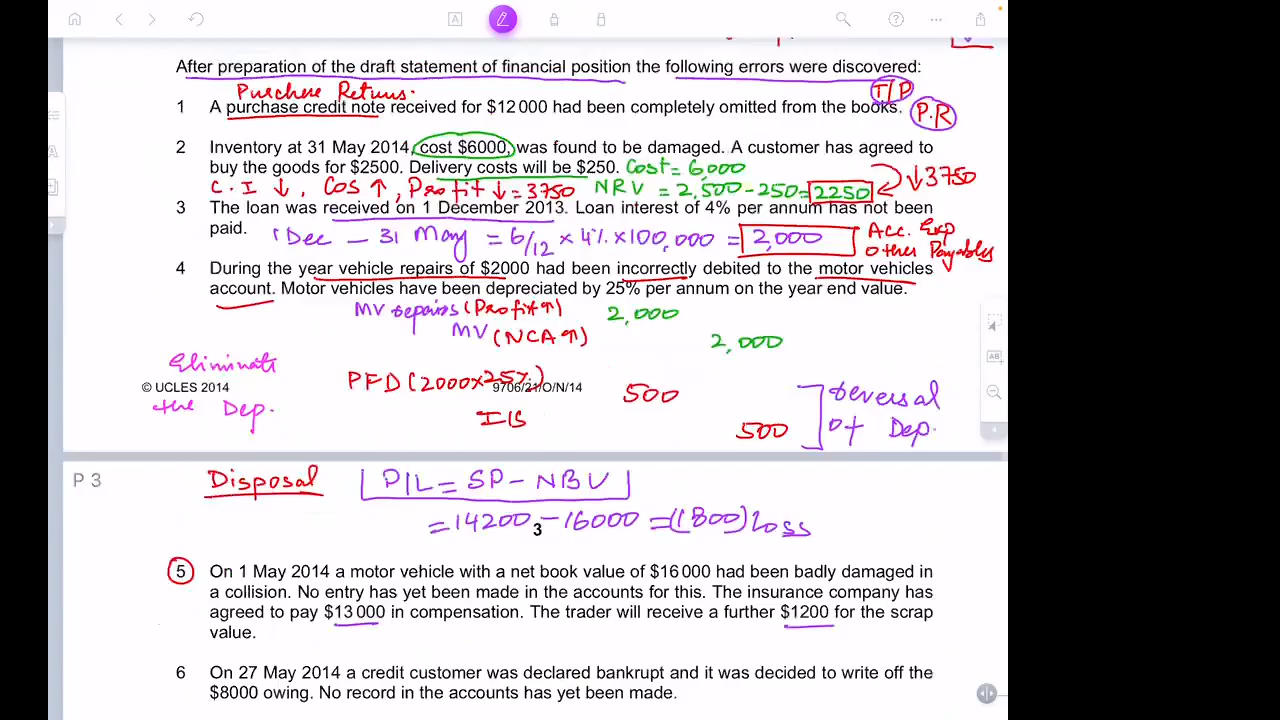 After preparation of the draft statement of financial position the following errors were discovered:
Purchase Returns.
T/P
1 A purchase credit note received for $12 000 had been completely omitted from the books.
P.R
2 Inventory at 31 May 2014, cost $6000, was found to be damaged. A customer has agreed to
buy the goods for $2500. Delivery costs will be $250. Cost = 6,000
↓3750
C.I ↓, Cos ↑, Profit ↓ = 3750 NRV = 2,500 - 250 = 2250
3 The loan was received on 1 December 2013. Loan interest of 4% per annum has not been
paid. 1 Dec - 31 May = 6/12 × 4% × 100,000 = 2,000 Acc. Exp
Other Payables
4 During the year vehicle repairs of $2000 had been incorrectly debited to the motor vehicles
account. Motor vehicles have been depreciated by 25% per annum on the year end value.
MV repairs (Profit ↑) 2,000
MV (NCA ↑) 2,000
Eliminate
the Dep.
© UCLES 2014
PFD (2000×25%) 500
9706/21/O/N/14
IS 500
reversal
of Dep.
P 3
Disposal P/L = SP - NBV
= 14200 - 16000 = (1800) loss
3
5 On 1 May 2014 a motor vehicle with a net book value of $16 000 had been badly damaged in
a collision. No entry has yet been made in the accounts for this. The insurance company has
agreed to pay $13 000 in compensation. The trader will receive a further $1200 for the scrap
value.
6 On 27 May 2014 a credit customer was declared bankrupt and it was decided to write off the
$8000 owing. No record in the accounts has yet been made.